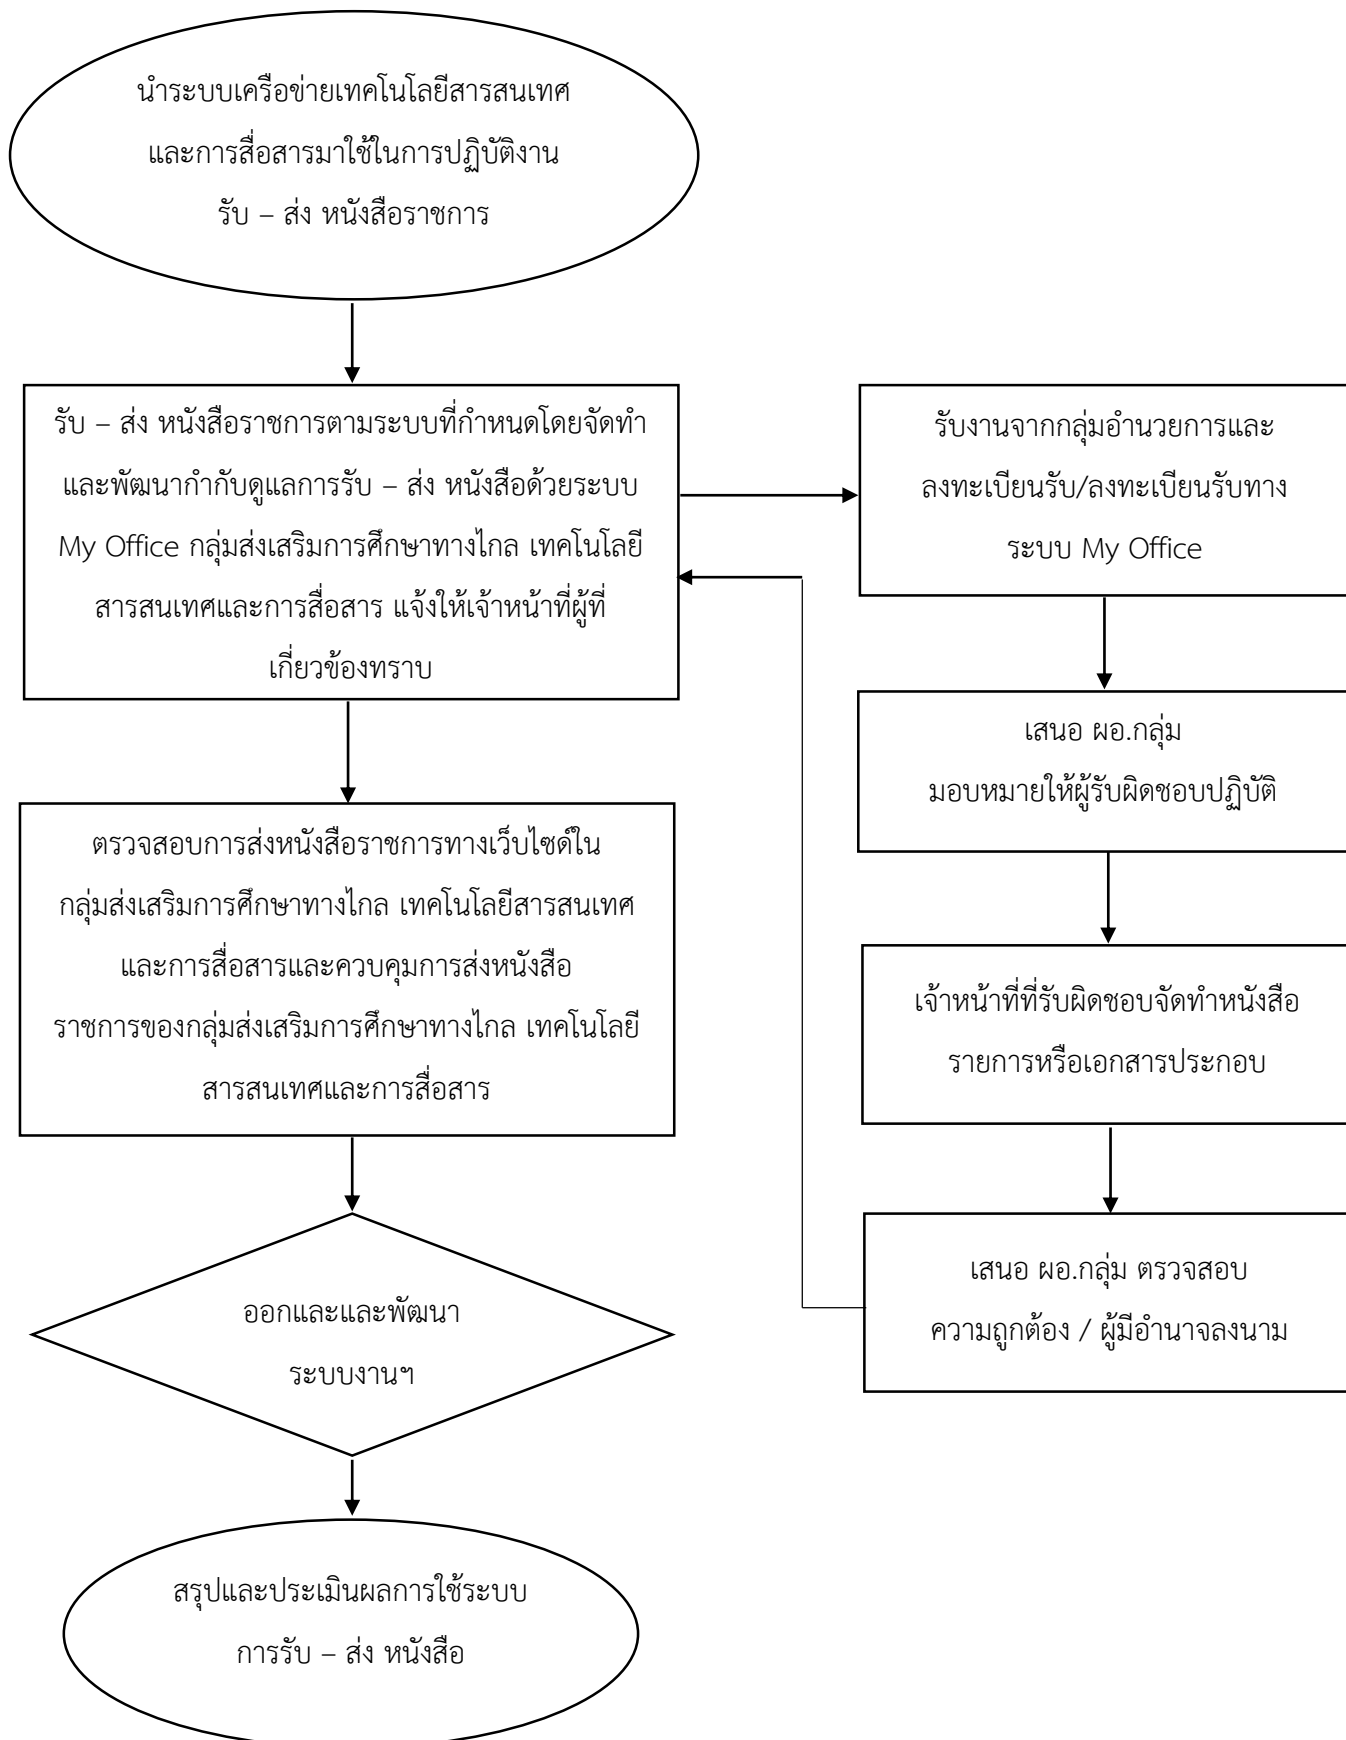 นำระบบเครือข่ายเทคโนโลยีสารสนเทศ
และการสื่อสารมาใช้ในการปฏิบัติงาน
รับ – ส่ง หนังสือราชการ
รับ – ส่ง หนังสือราชการตามระบบที่กำหนดโดยจัดทำ
และพัฒนากำกับดูแลการรับ – ส่ง หนังสือด้วยระบบ
My Office กลุ่มส่งเสริมการศึกษาทางไกล เทคโนโลยี
สารสนเทศและการสื่อสาร แจ้งให้เจ้าหน้าที่ผู้ที่
เกี่ยวข้องทราบ
รับงานจากกลุ่มอำนวยการและ
ลงทะเบียนรับ/ลงทะเบียนรับทาง
ระบบ My Office
เสนอ ผอ.กลุ่ม
มอบหมายให้ผู้รับผิดชอบปฏิบัติ
ตรวจสอบการส่งหนังสือราชการทางเว็บไซด์ใน
กลุ่มส่งเสริมการศึกษาทางไกล เทคโนโลยีสารสนเทศ
และการสื่อสารและควบคุมการส่งหนังสือ
ราชการของกลุ่มส่งเสริมการศึกษาทางไกล เทคโนโลยี
สารสนเทศและการสื่อสาร
เจ้าหน้าที่ที่รับผิดชอบจัดทำหนังสือ
รายการหรือเอกสารประกอบ
เสนอ ผอ.กลุ่ม ตรวจสอบ
ความถูกต้อง / ผู้มีอำนาจลงนาม
ออกและและพัฒนา
ระบบงานฯ
สรุปและประเมินผลการใช้ระบบ
การรับ – ส่ง หนังสือ